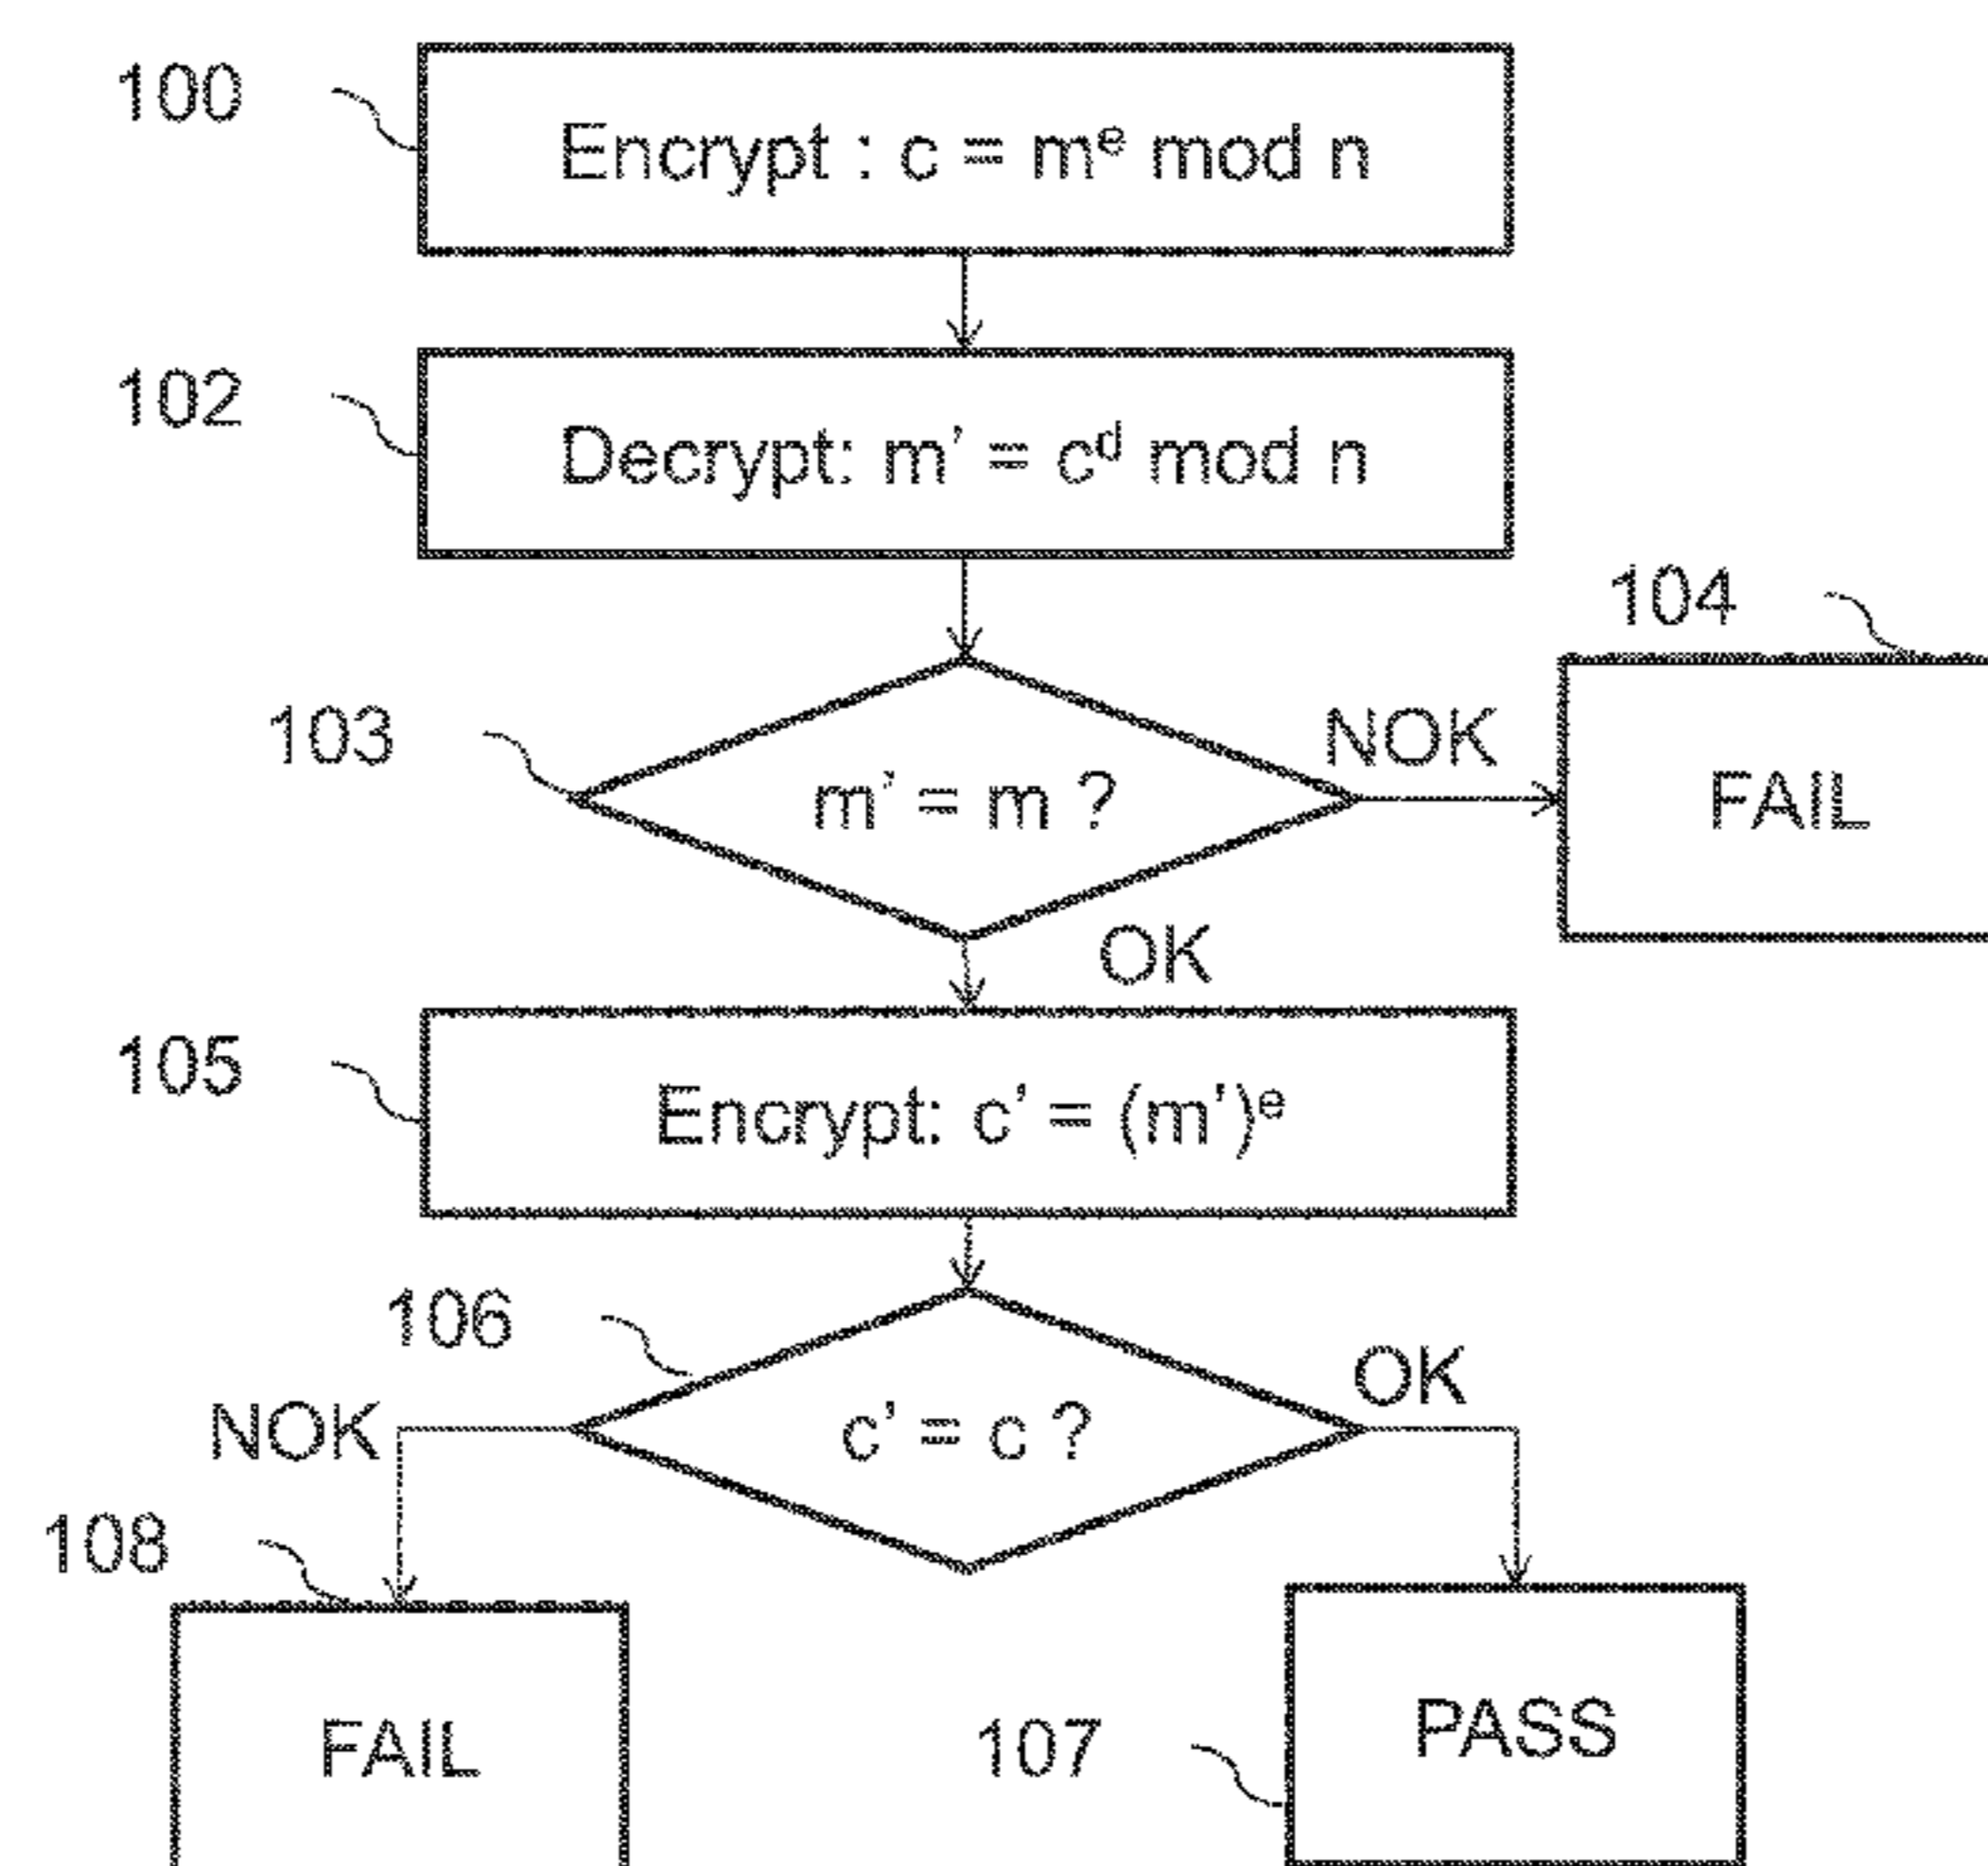 100
Encrypt : c = mᵉ mod n
102
Decrypt: m' = cᵈ mod n
104
103
NOK
m' = m ?
FAIL
OK
105
Encrypt: c' = (m')ᵉ
106
OK
NOK
c' = c ?
108
FAIL
107
PASS